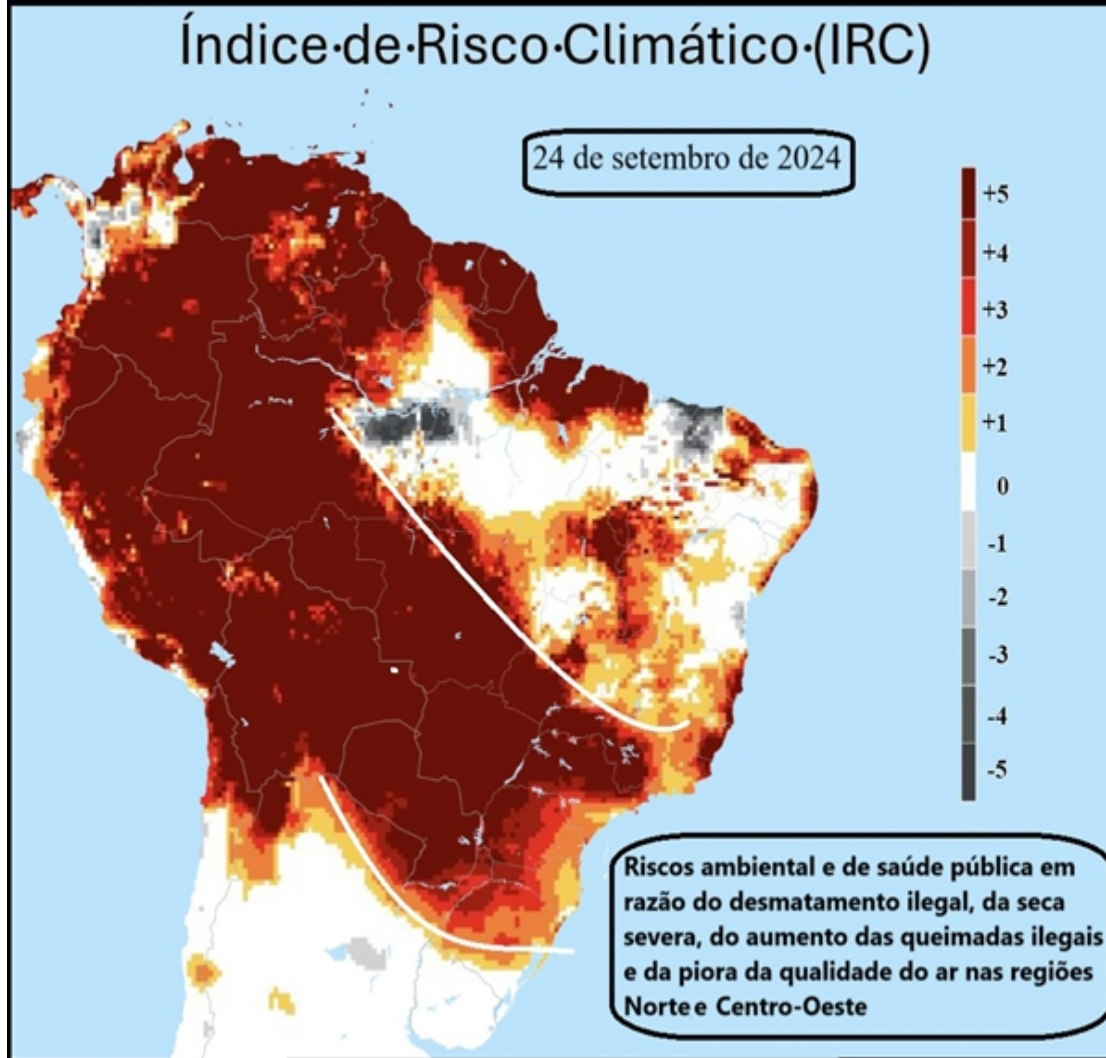 Índice·de·Risco·Climático·(IRC)
24 de setembro de 2024
+5
+4
+3
+2
+1
0
-1
-2
-3
-4
-5
Riscos ambiental e de saúde pública em
razão do desmatamento ilegal, da seca
severa, do aumento das queimadas ilegais
e da piora da qualidade do ar nas regiões
Norte e Centro-Oeste